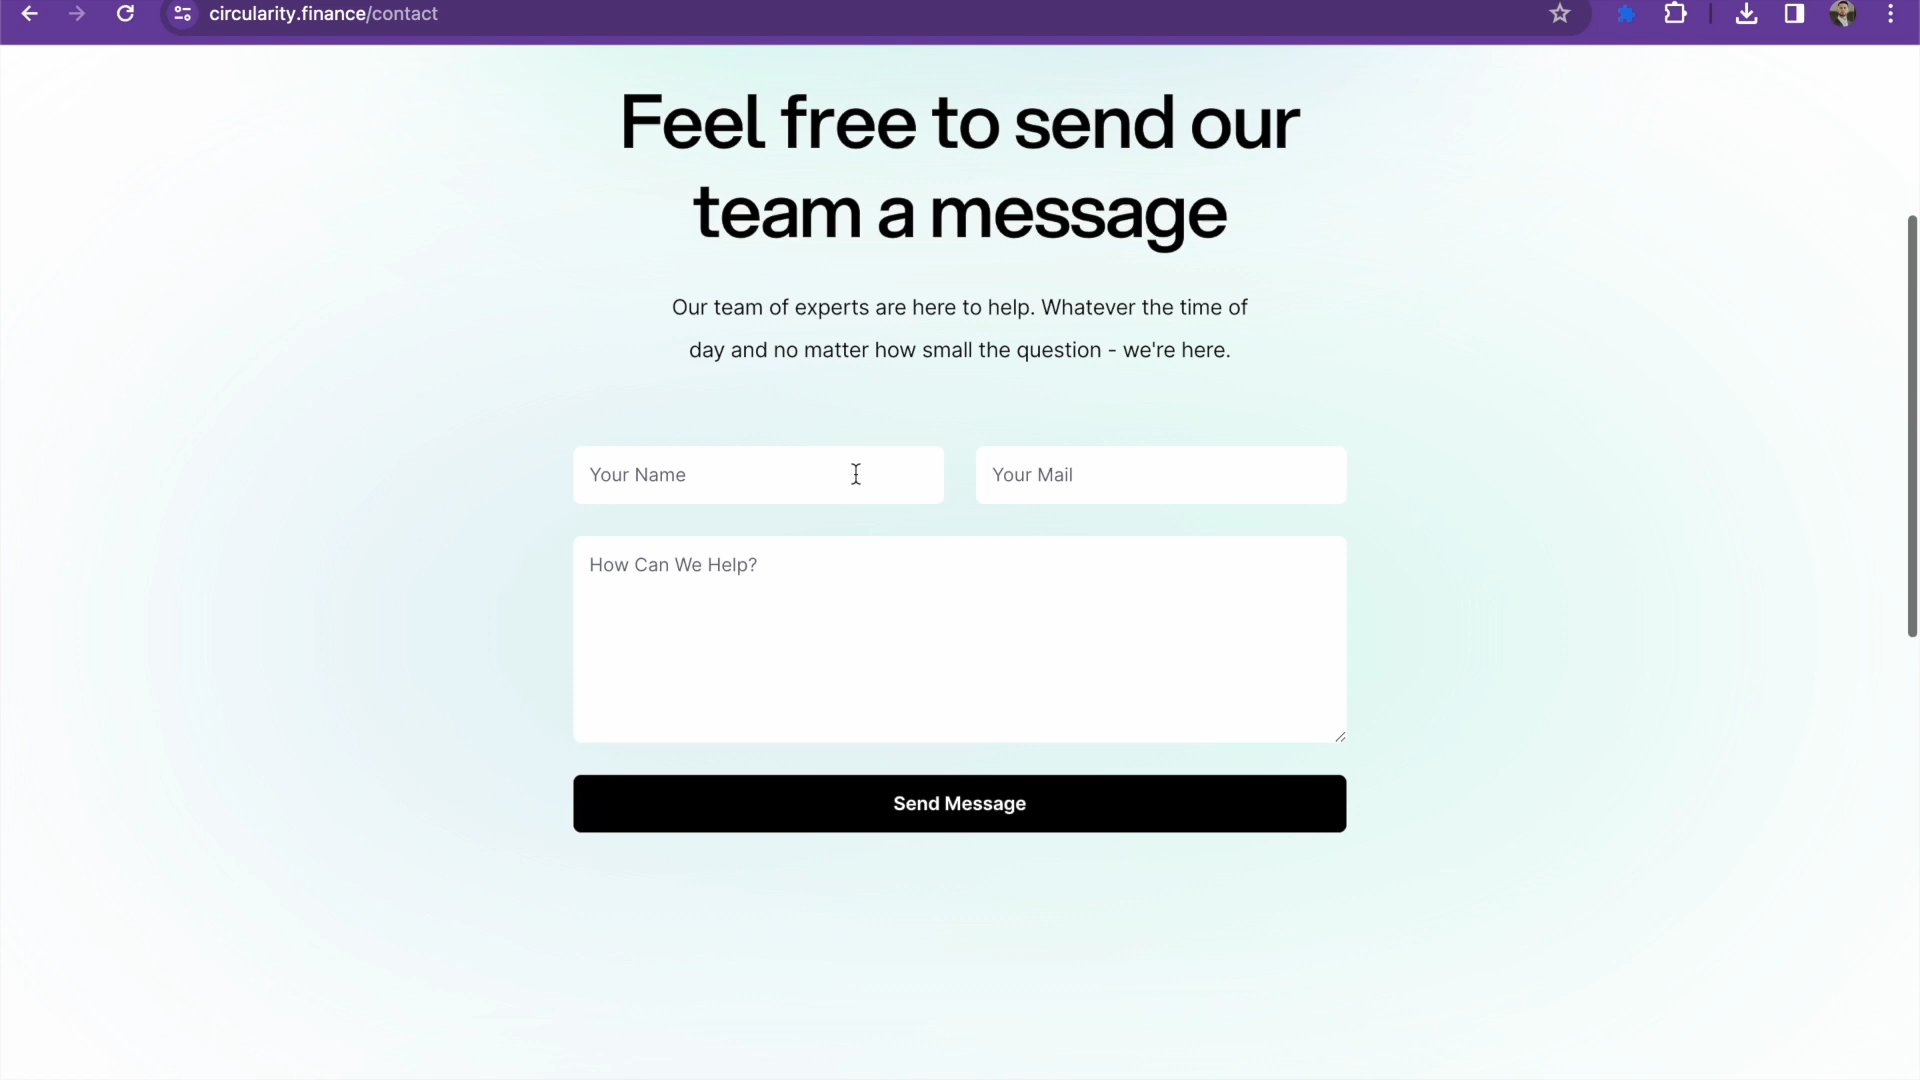 circularity.finance/contact
Feel free to send our
team a message
Our team of experts are here to help. Whatever the time of
day and no matter how small the question - we're here.
Your Name
Your Mail
How Can We Help?
Send Message